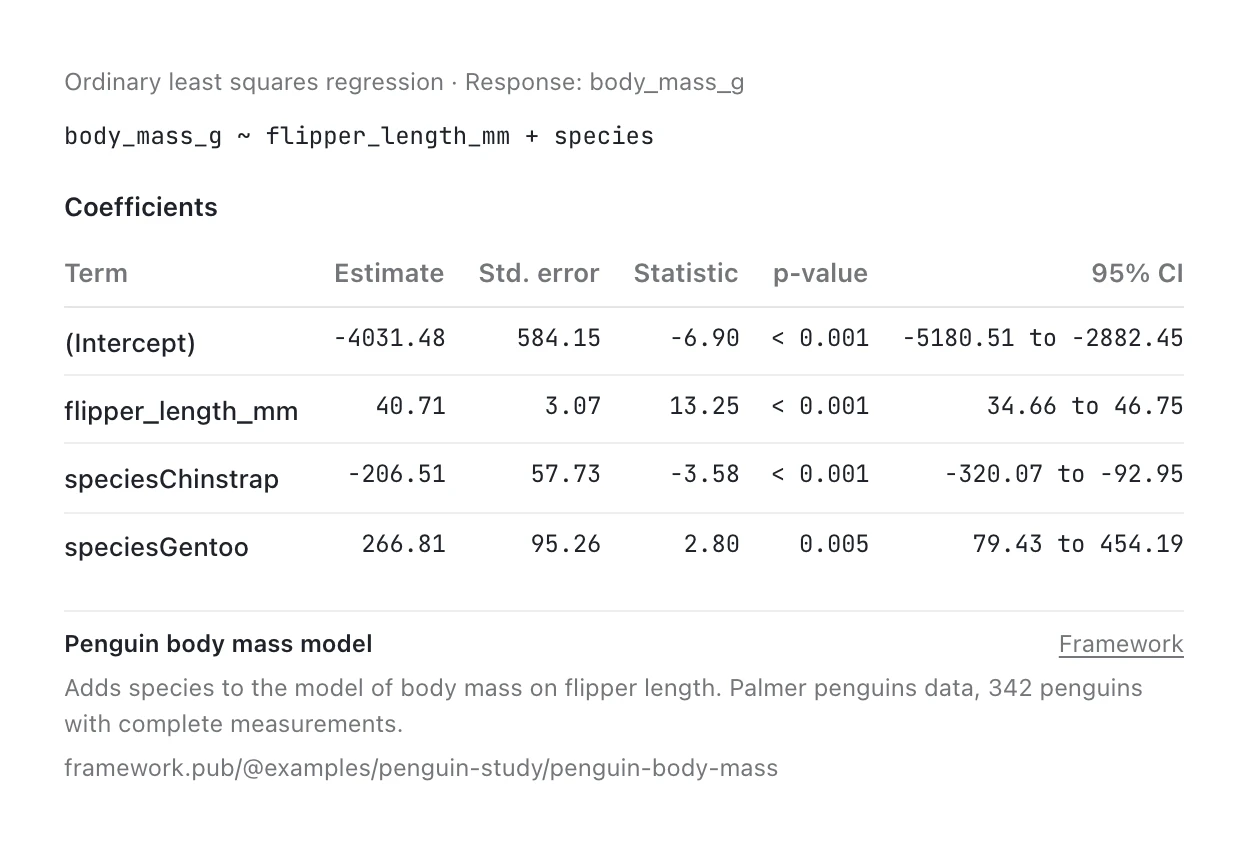 Ordinary least squares regression · Response: body_mass_g
body_mass_g ~ flipper_length_mm + species
Coefficients
Term Estimate Std. error Statistic p-value 95% CI
(Intercept) -4031.48 584.15 -6.90 < 0.001 -5180.51 to -2882.45
flipper_length_mm 40.71 3.07 13.25 < 0.001 34.66 to 46.75
speciesChinstrap -206.51 57.73 -3.58 < 0.001 -320.07 to -92.95
speciesGentoo 266.81 95.26 2.80 0.005 79.43 to 454.19
Penguin body mass model Framework
Adds species to the model of body mass on flipper length. Palmer penguins data, 342 penguins
with complete measurements.
framework.pub/@examples/penguin-study/penguin-body-mass